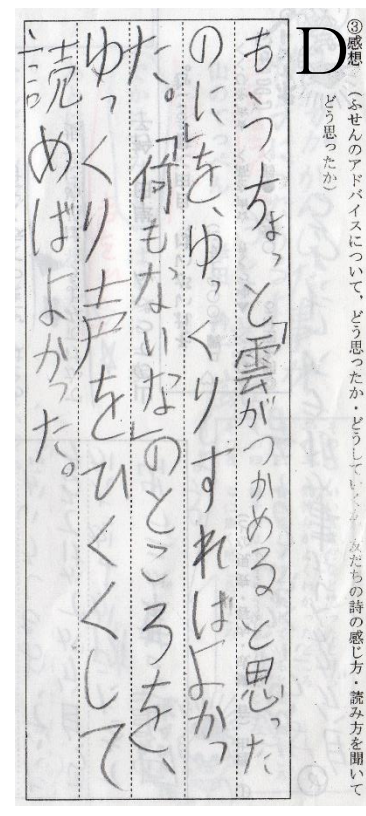 D
③感想 (ふせんのアドバイスについて、どう思ったか・どうして 友だちの詩の感じ方・読み方を聞いて
どう思ったか)
もうちょっと「雲がつかめると思った
のに」を、ゆっくりすればよかっ
た。「何もないな」のところを、
ゆっくり声をひくくして
読めばよかった。